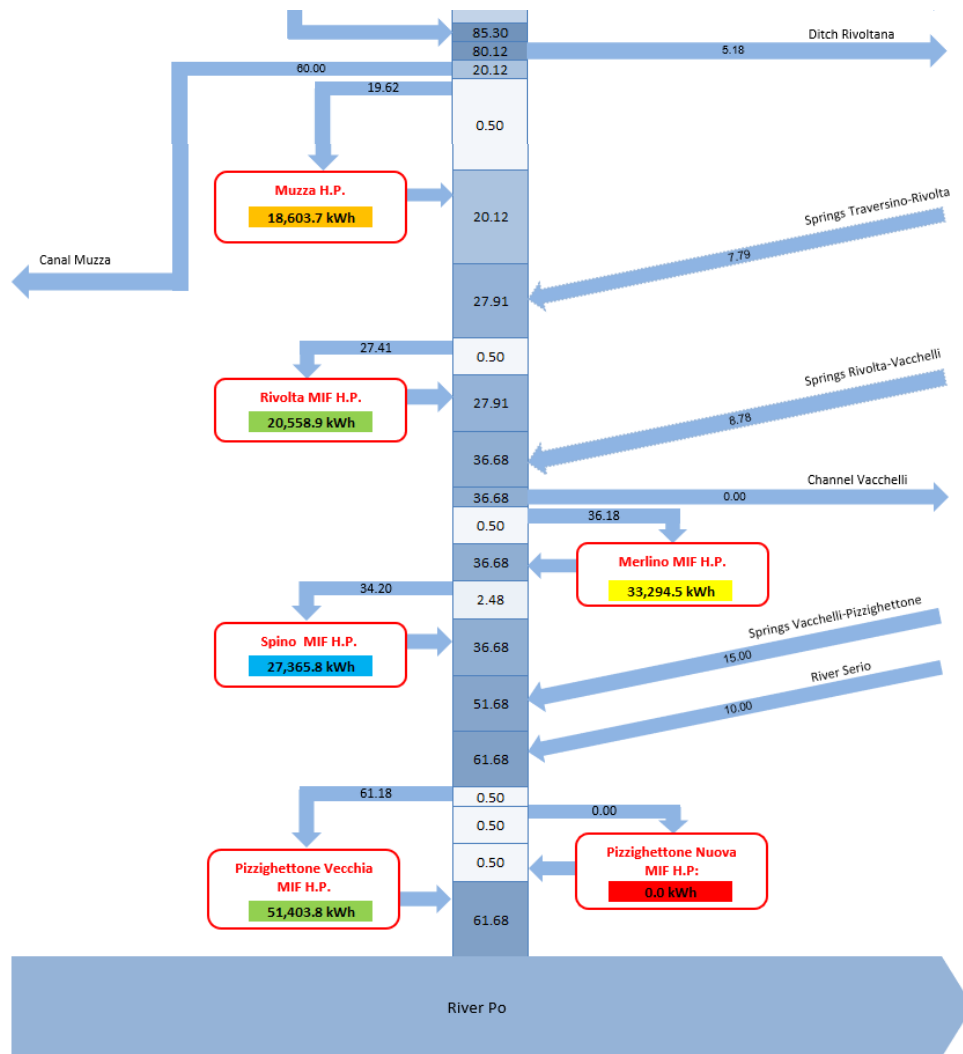 85.30
Ditch Rivoltana
80.12
5.18
60.00
20.12
19.62
0.50
Muzza H.P.
18,603.7 kWh
20.12
Springs Traversino-Rivolta
7.79
Canal Muzza
27.91
27.41
0.50
Rivolta MIF H.P.
20,558.9 kWh
27.91
Springs Rivolta-Vacchelli
8.78
36.68
Channel Vacchelli
36.68
0.00
36.18
0.50
Merlino MIF H.P.
33,294.5 kWh
36.68
34.20
2.48
Spino MIF H.P.
27,365.8 kWh
36.68
Springs Vacchelli-Pizzighettone
15.00
River Serio
51.68
10.00
61.68
61.18
0.50
0.00
0.50
Pizzighettone Vecchia
MIF H.P.
51,403.8 kWh
0.50
Pizzighettone Nuova
MIF H.P:
0.0 kWh
61.68
River Po